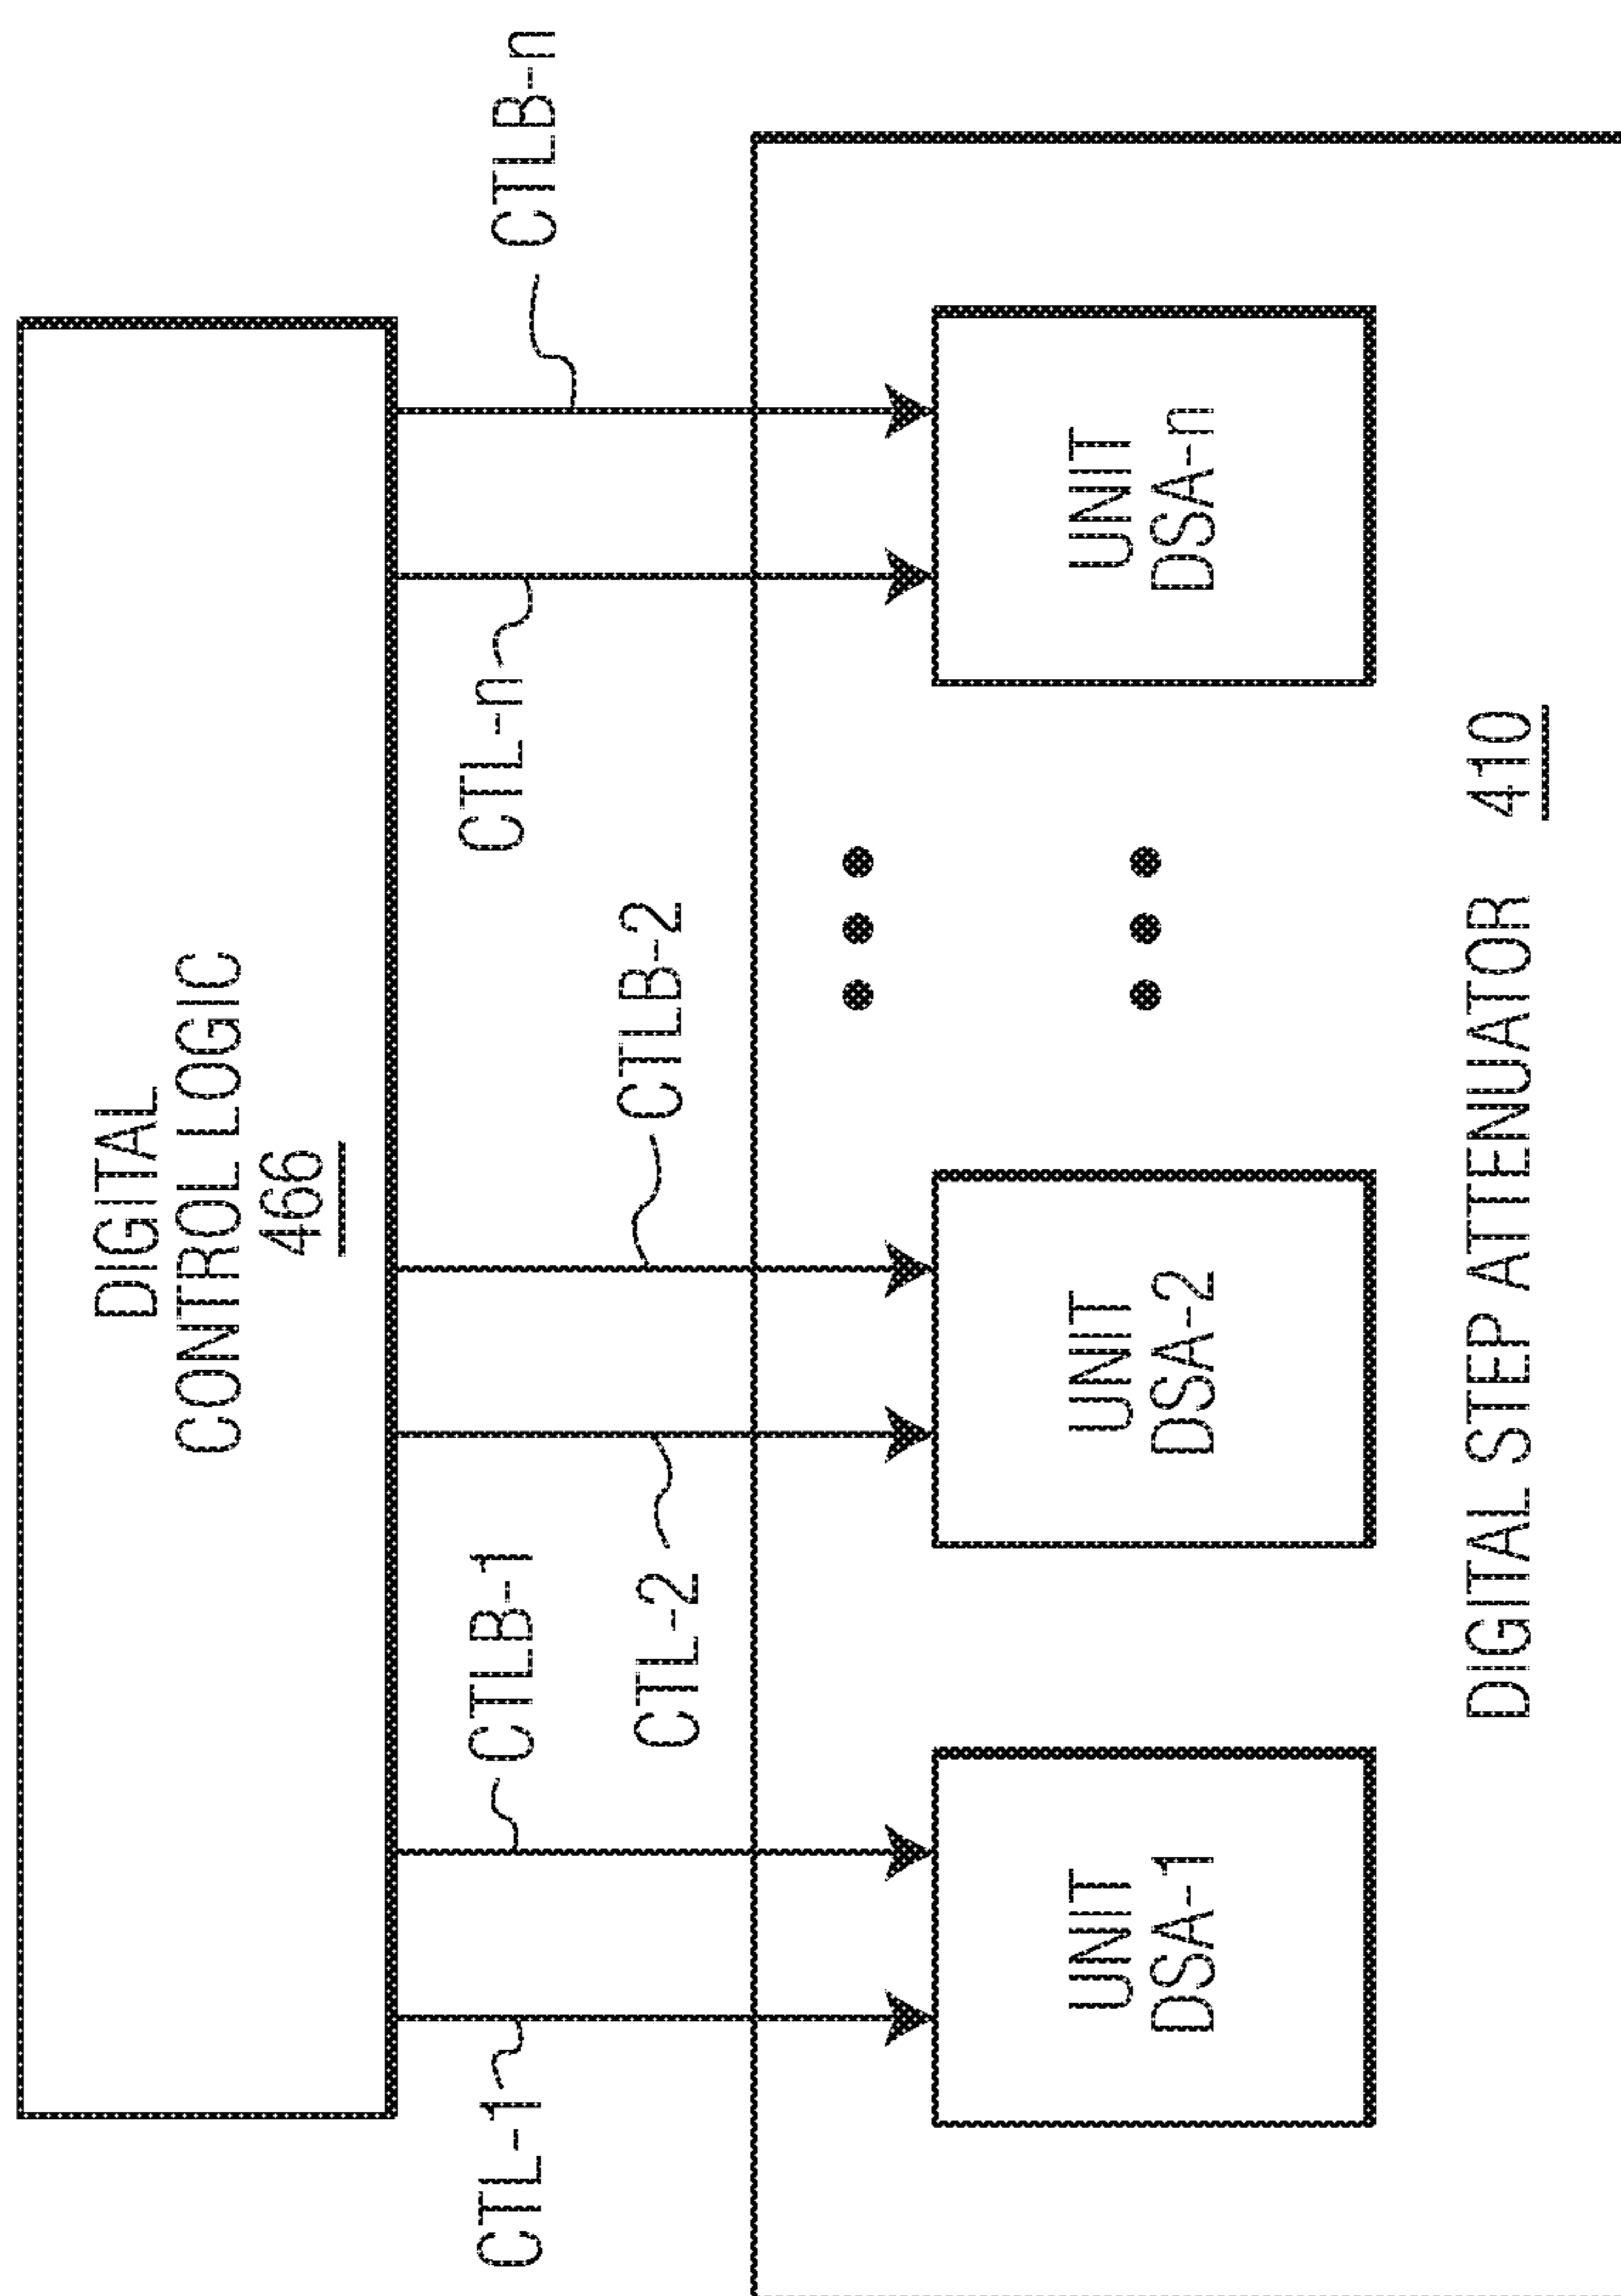 DIGITAL
CONTROL LOGIC
466
CTL-1
CTLB-1
CTL-2
CTLB-2
CTL-n
CTLB-n
UNIT
DSA-1
UNIT
DSA-2
UNIT
DSA-n
DIGITAL STEP ATTENUATOR 410